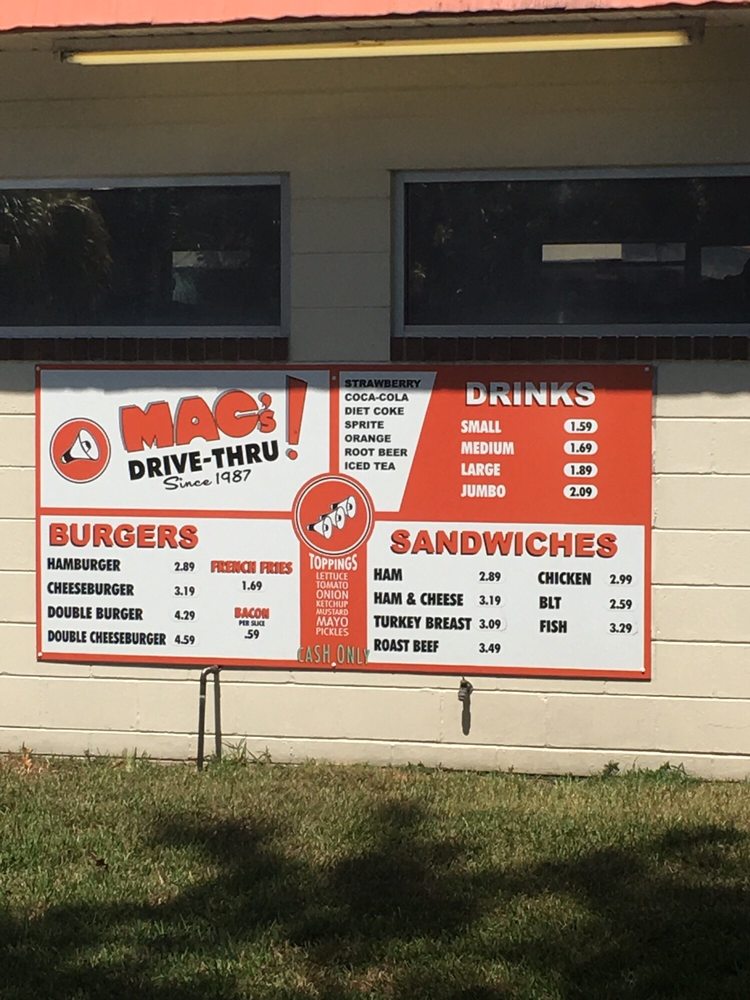 MAC's!
DRIVE-THRU
Since 1987
STRAWBERRY
COCA-COLA
DIET COKE
SPRITE
ORANGE
ROOT BEER
ICED TEA
DRINKS
SMALL 1.59
MEDIUM 1.69
LARGE 1.89
JUMBO 2.09
BURGERS
HAMBURGER 2.89
CHEESEBURGER 3.19
DOUBLE BURGER 4.29
DOUBLE CHEESEBURGER 4.59
FRENCH FRIES
1.69
BACON
PER SLICE
.59
TOPPINGS
LETTUCE
TOMATO
ONION
KETCHUP
MUSTARD
MAYO
PICKLES
CASH ONLY
SANDWICHES
HAM 2.89
HAM & CHEESE 3.19
TURKEY BREAST 3.09
ROAST BEEF 3.49
CHICKEN 2.99
BLT 2.59
FISH 3.29